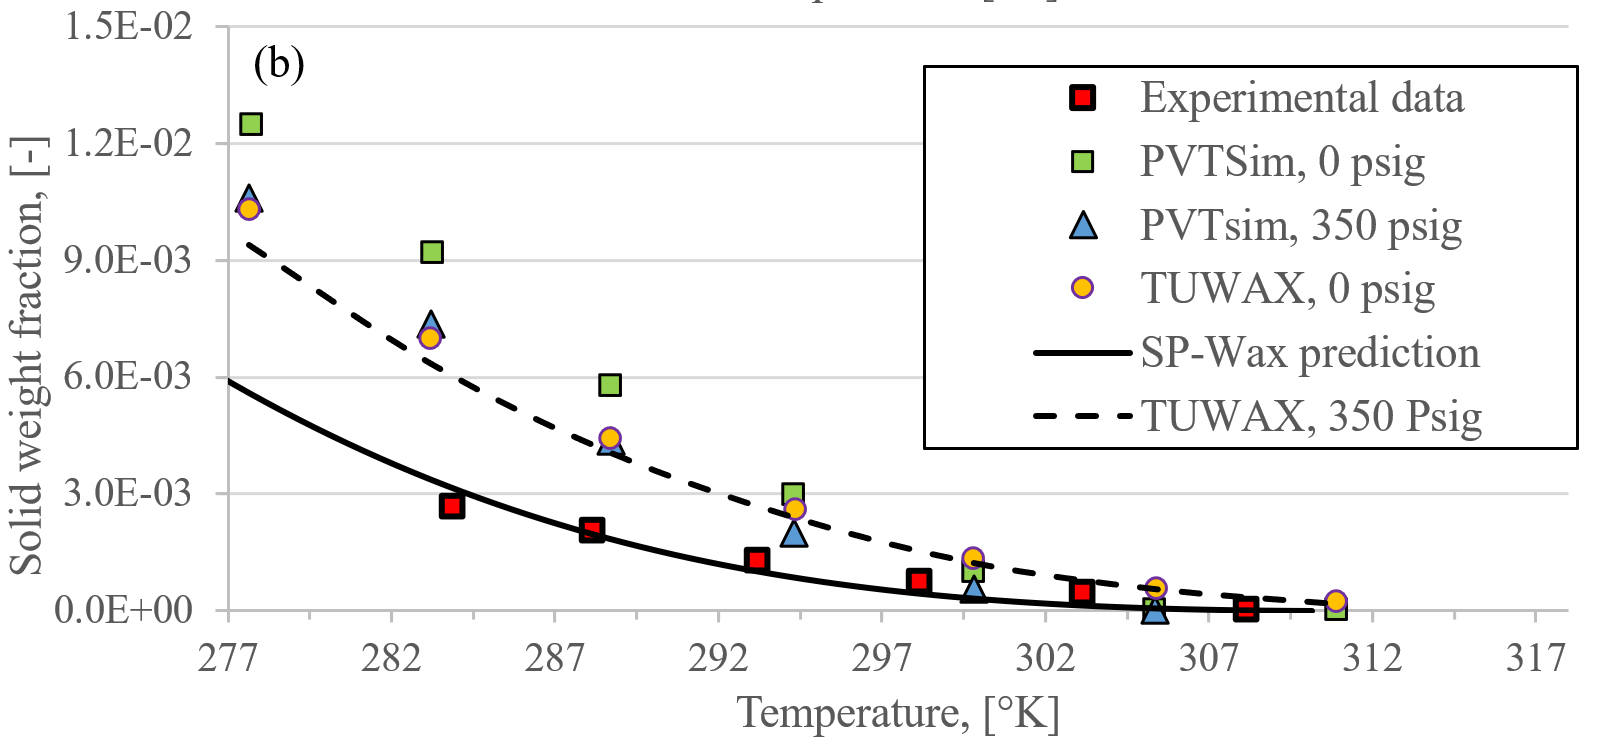 1.5E-02
(b)
1.2E-02
9.0E-03
6.0E-03
3.0E-03
0.0E+00
Solid weight fraction, [-]
Experimental data
PVTSim, 0 psig
PVTsim, 350 psig
TUWAX, 0 psig
SP-Wax prediction
TUWAX, 350 Psig
277 282 287 292 297 302 307 312 317
Temperature, [°K]